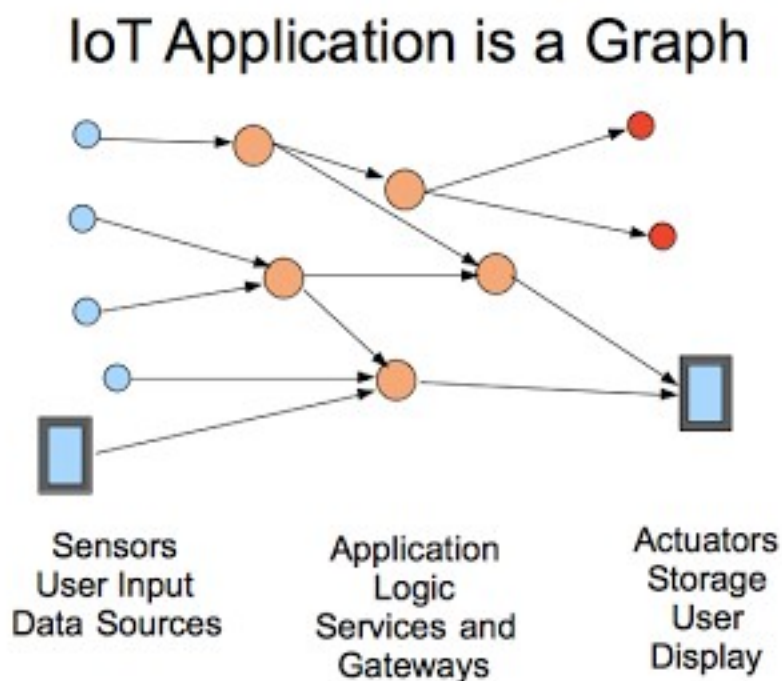 IoT Application is a Graph
Sensors
User Input
Data Sources
Application
Logic
Services and
Gateways
Actuators
Storage
User
Display